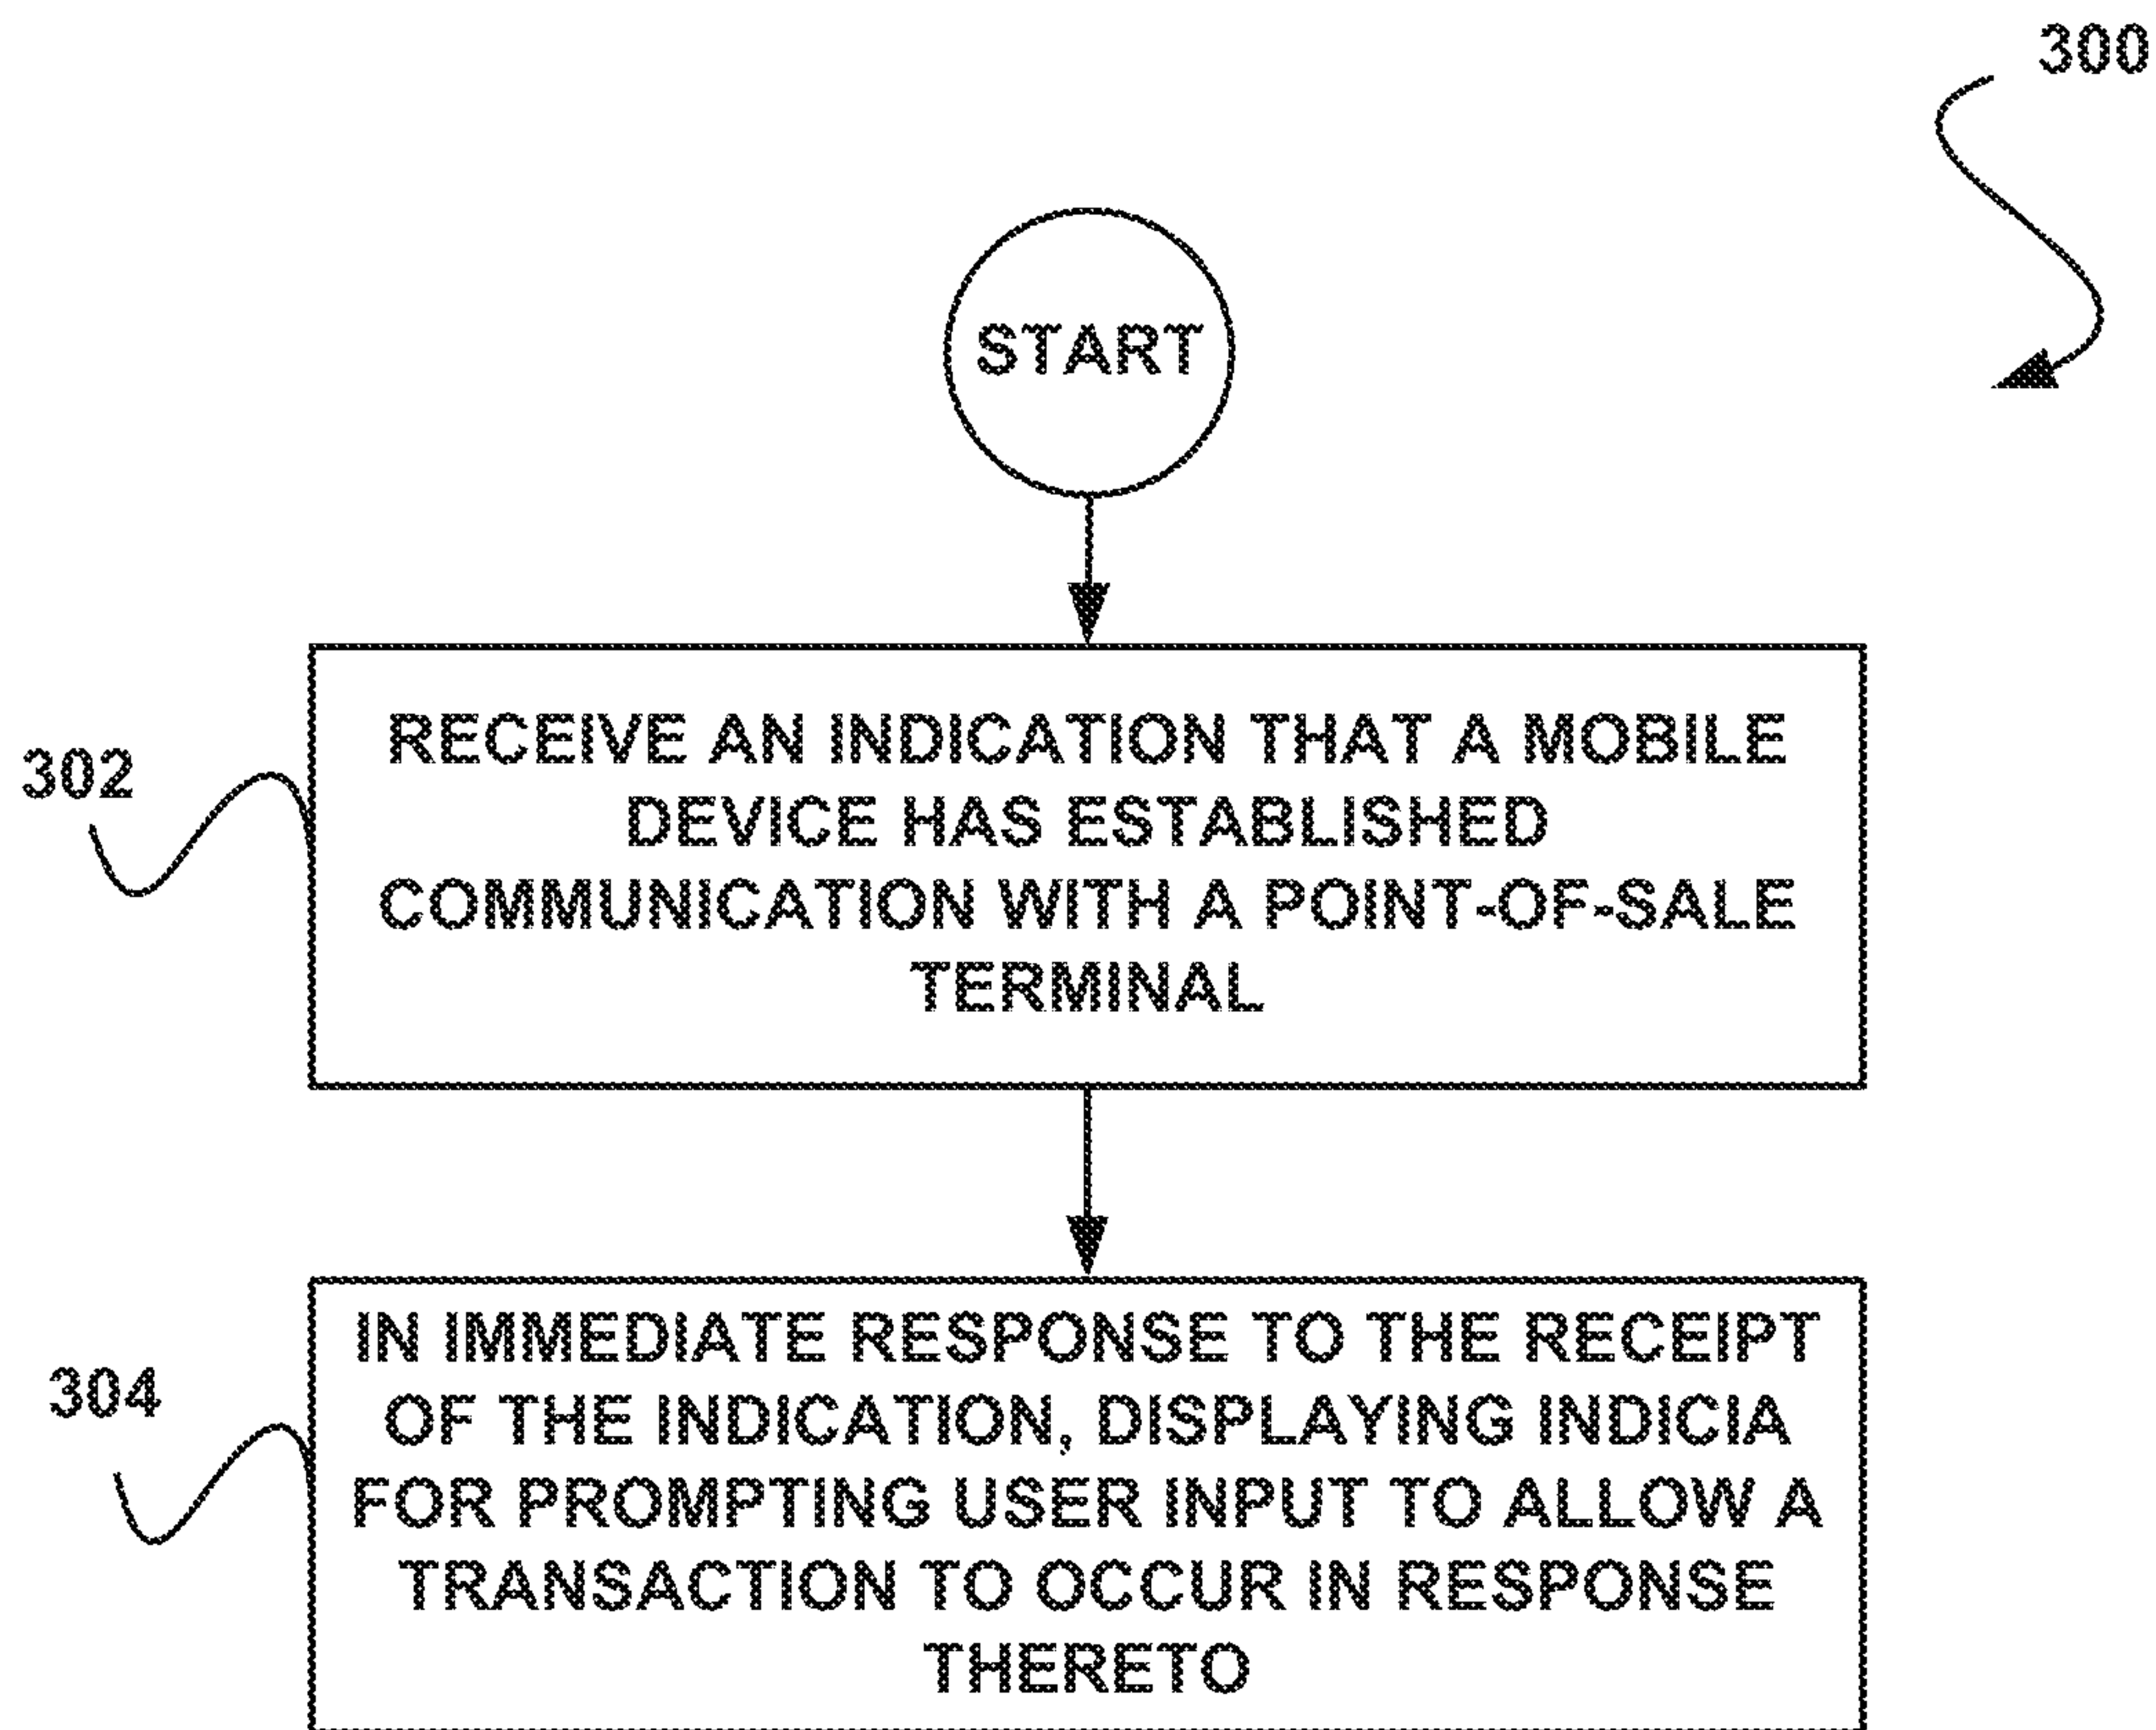 300
START
302
RECEIVE AN INDICATION THAT A MOBILE
DEVICE HAS ESTABLISHED
COMMUNICATION WITH A POINT-OF-SALE
TERMINAL
304
IN IMMEDIATE RESPONSE TO THE RECEIPT
OF THE INDICATION, DISPLAYING INDICIA
FOR PROMPTING USER INPUT TO ALLOW A
TRANSACTION TO OCCUR IN RESPONSE
THERETO